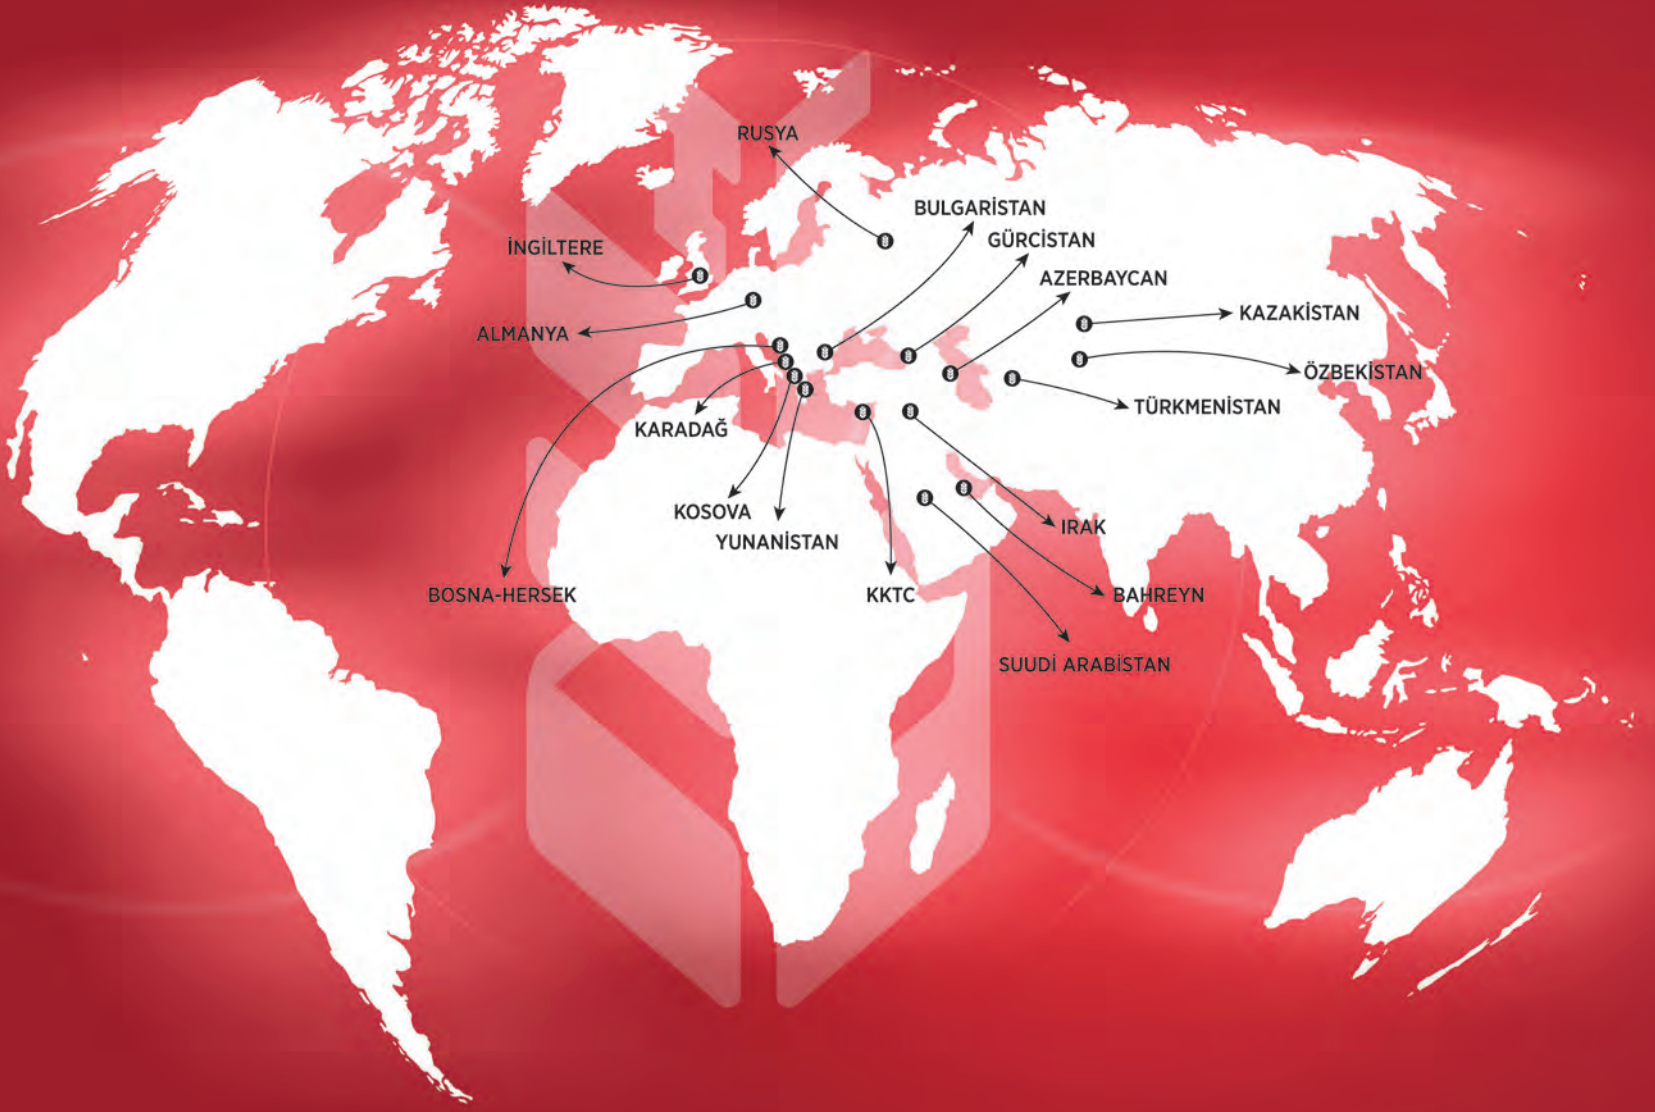 RUSYA
BULGARİSTAN
GÜRCİSTAN
İNGİLTERE
AZERBAYCAN
KAZAKİSTAN
ALMANYA
ÖZBEKİSTAN
TÜRKMENİSTAN
KARADAĞ
KOSOVA
IRAK
YUNANİSTAN
BOSNA-HERSEK
KKTC
BAHREYN
SUUDİ ARABİSTAN